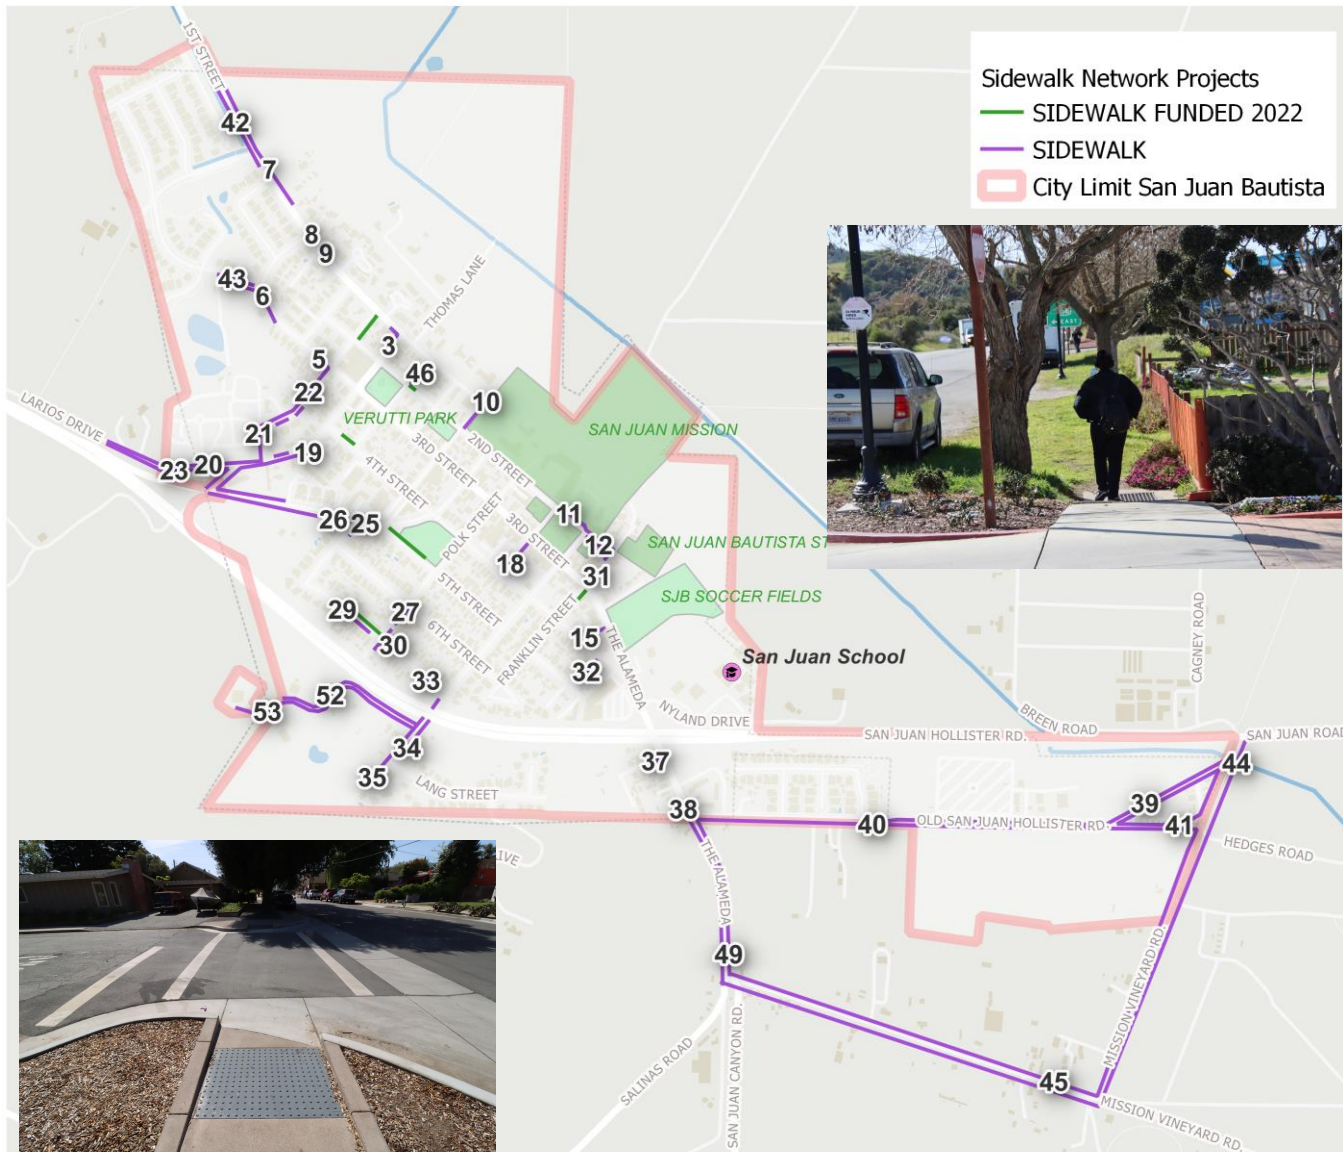 Sidewalk Network Projects
SIDEWALK FUNDED 2022
SIDEWALK
City Limit San Juan Bautista
1ST STREET
42
7
8
9
43
6
THOMAS LANE
3
5
46
22
10
VERUTTI PARK
SAN JUAN MISSION
LARIOS DRIVE
21
19
23
20
2ND STREET
3RD STREET
4TH STREET
26
25
POLK STREET
3RD STREET
11
12
SAN JUAN BAUTISTA ST
18
31
SJB SOCCER FIELDS
5TH STREET
29
27
30
6TH STREET
FRANKLIN STREET
15
THE ALAMEDA
32
San Juan School
33
52
53
NYLAND DRIVE
34
35
LANG STREET
37
SAN JUAN HOLLISTER RD.
BREEN ROAD
CAGNEY ROAD
SAN JUAN ROAD
44
38
40
OLD SAN JUAN HOLLISTER RD.
39
41
HEDGES ROAD
THE ALAMEDA
49
SALINAS ROAD
SAN JUAN CANYON RD.
45
MISSION VINEYARD RD.
MISSION VINEYARD RD.
EAST